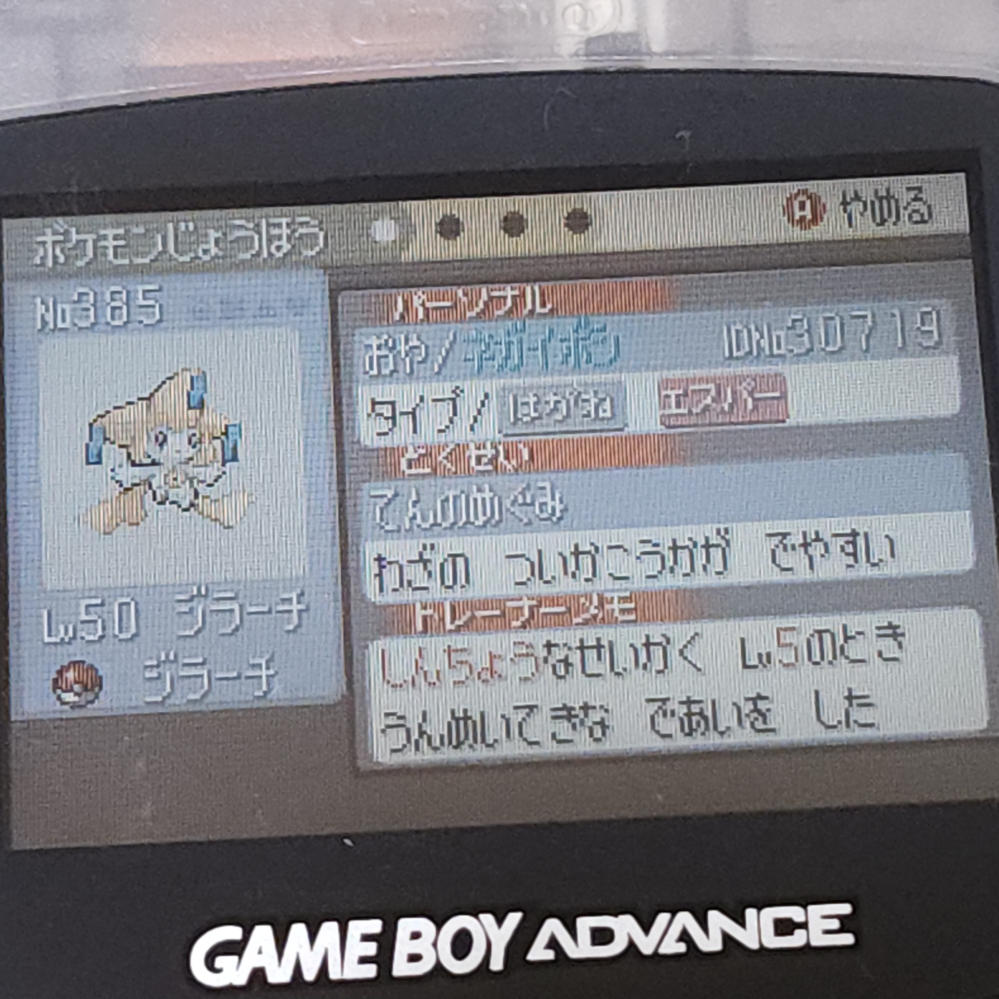 ポケモンじょうほう
A やめる
No385
Lv50 ジラーチ
ジラーチ
パーソナル
おや/ネガイボシ IDNo30719
タイプ/ はがね エスパー
とくせい
てんのめぐみ
わざの ついかこうかが でやすい
トレーナーメモ
しんちょうなせいかく Lv5のとき
うんめいてきな であいを した
GAME BOY ADVANCE